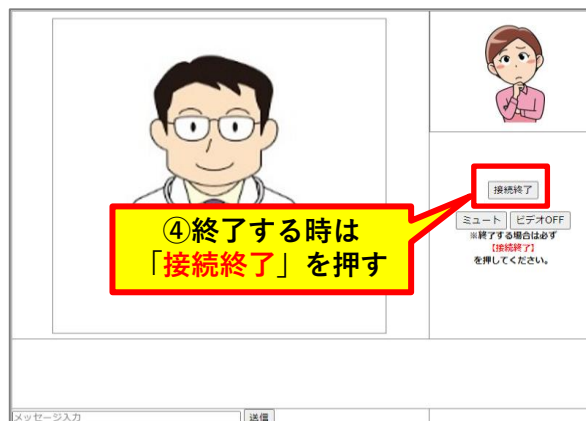 接続終了
ミュート ビデオOFF
※終了する場合は必ず
【接続終了】
を押してください。
④終了する時は
「接続終了」を押す
メッセージ入力 送信